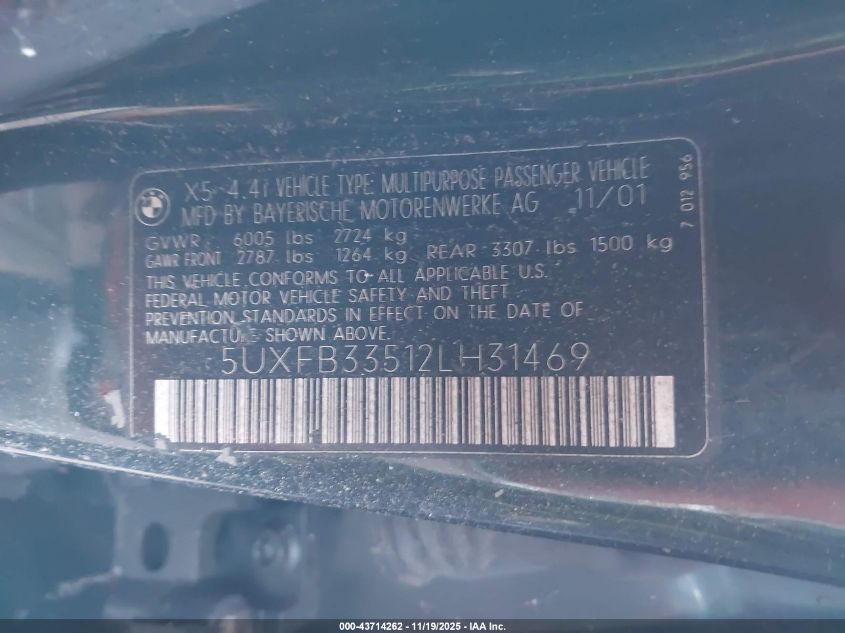 X5 4.4i VEHICLE TYPE: MULTIPURPOSE PASSENGER VEHICLE
MFD BY BAYERISCHE MOTORENWERKE AG 11/01
GVWR 6005 lbs 2724 kg
GAWR FRONT 2787 lbs 1264 kg REAR 3307 lbs 1500 kg
THIS VEHICLE CONFORMS TO ALL APPLICABLE U.S.
FEDERAL MOTOR VEHICLE SAFETY AND THEFT
PREVENTION STANDARDS IN EFFECT ON THE DATE OF
MANUFACTURE SHOWN ABOVE.
5UXFB33512LH31469
7 012 956
000-43714262 - 11/19/2025 - IAA Inc.